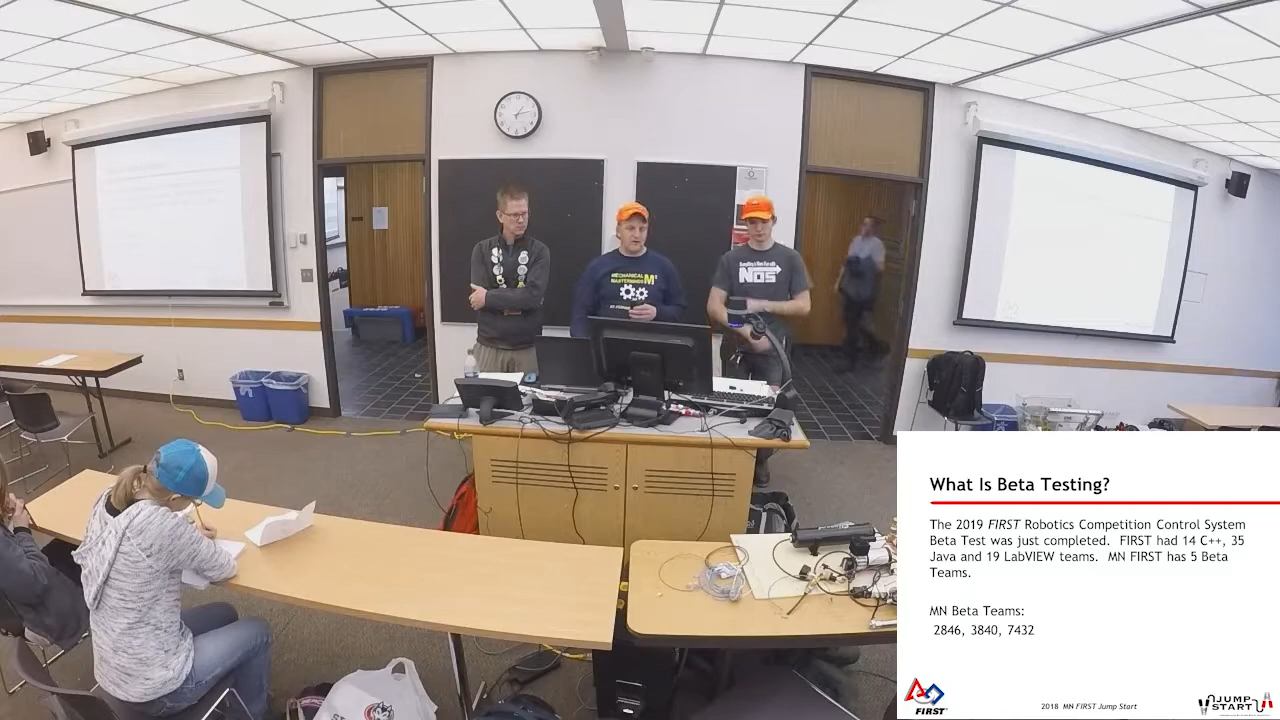 MECHANICAL
MASTERMINDS
NOS
What Is Beta Testing?
The 2019 FIRST Robotics Competition Control System
Beta Test was just completed. FIRST had 14 C++, 35
Java and 19 LabVIEW teams. MN FIRST has 5 Beta
Teams.
MN Beta Teams:
2846, 3840, 7432
FIRST
2018 MN FIRST Jump Start
JUMP
START